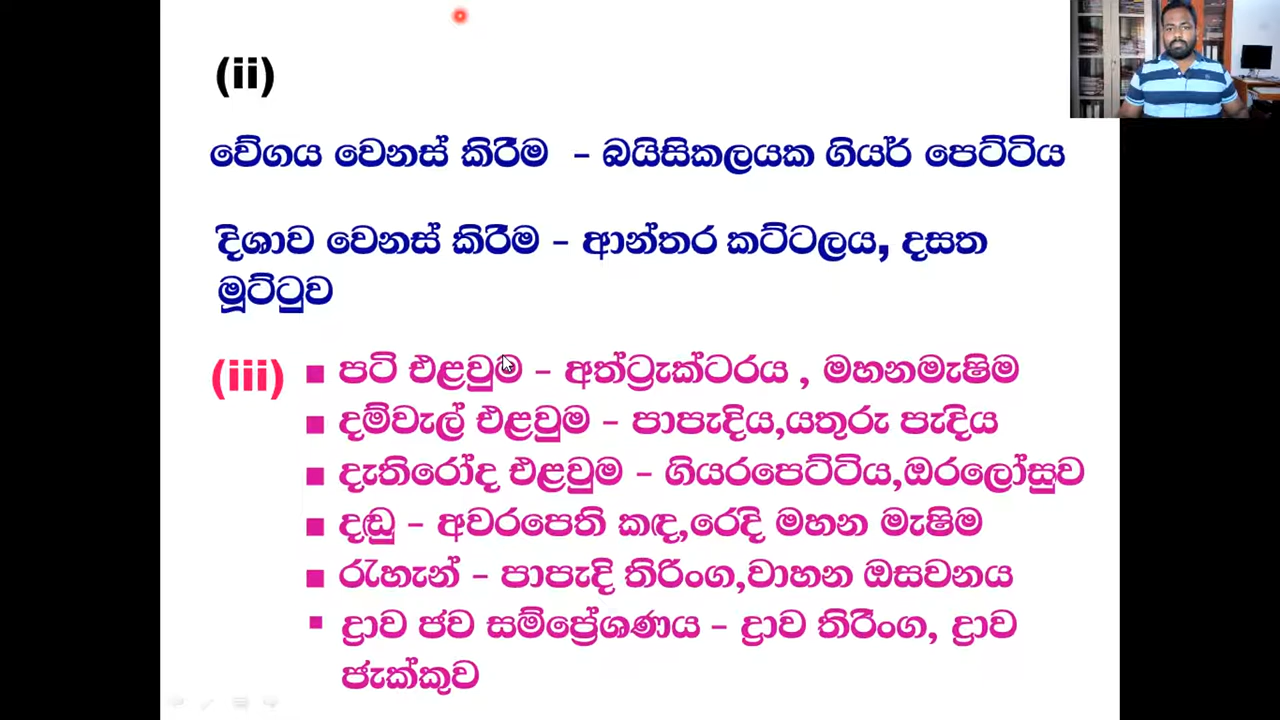 (ii)
වේගය වෙනස් කිරීම – බයිසිකලයක ගියර් පෙට්ටිය
දිශාව වෙනස් කිරීම – ආන්තර කට්ටලය, දසත
මූට්ටුව
(iii) ■ පටි එළවුම – අත්ට්‍රැක්ටරය , මහනමැෂිම
■ දම්වැල් එළවුම – පාපැදිය,යතුරු පැදිය
■ දැතිරෝද එළවුම – ගියරපෙට්ටිය,ඔරලෝසුව
■ දඬු – අවරපෙති කඳ,රෙදි මහන මැෂිම
■ රැහැන් – පාපැදි තිරිංග,වාහන ඔසවනය
▪ ද්‍රාව ජව සම්ප්‍රේශණය – ද්‍රාව තිරිංග, ද්‍රාව
ජැක්කුව